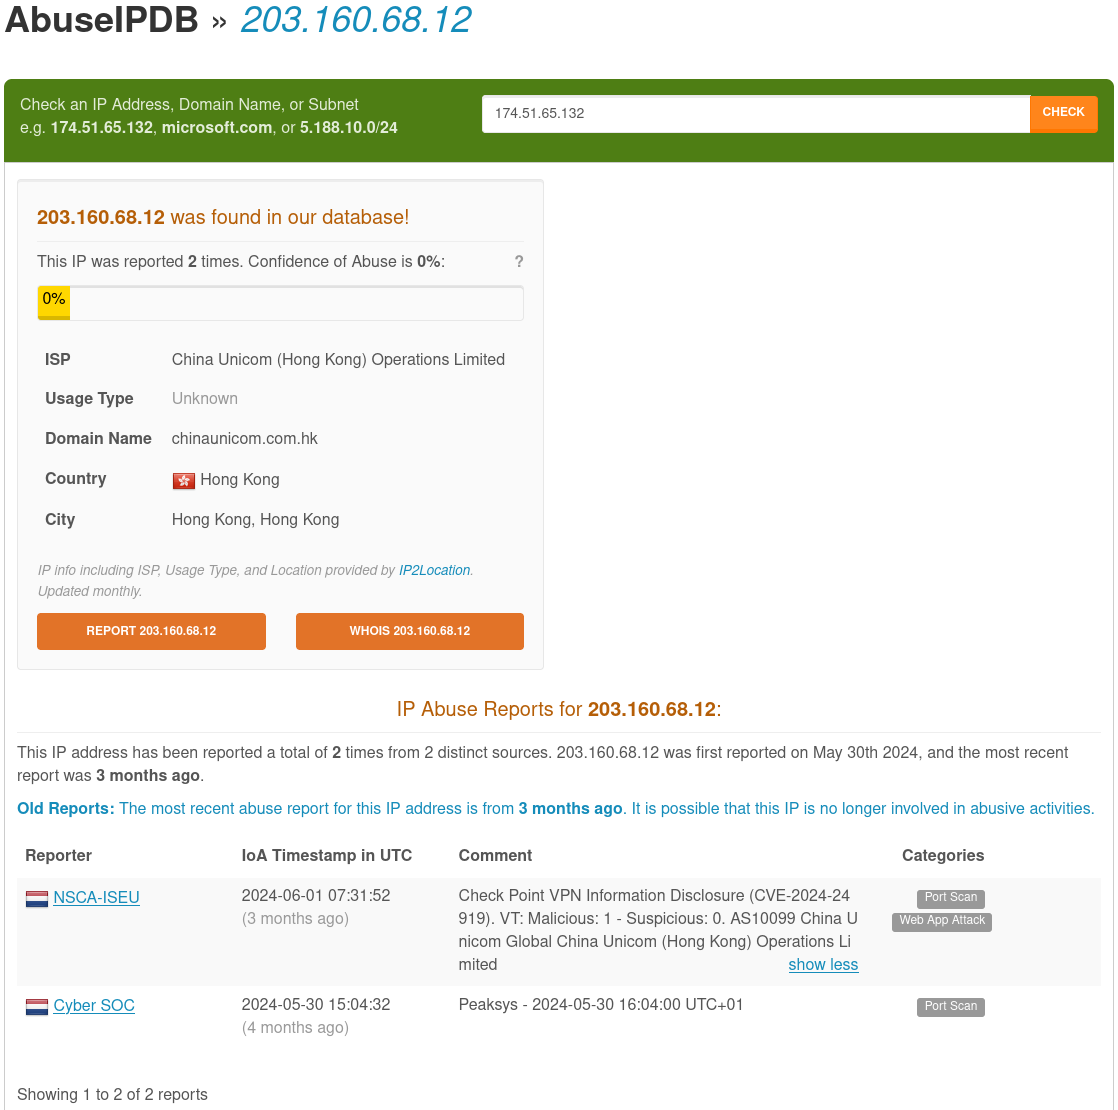 AbuseIPDB » 203.160.68.12
Check an IP Address, Domain Name, or Subnet
e.g. 174.51.65.132, microsoft.com, or 5.188.10.0/24
174.51.65.132
CHECK
203.160.68.12 was found in our database!
This IP was reported 2 times. Confidence of Abuse is 0%: ?
0%
ISP China Unicom (Hong Kong) Operations Limited
Usage Type Unknown
Domain Name chinaunicom.com.hk
Country Hong Kong
City Hong Kong, Hong Kong
IP info including ISP, Usage Type, and Location provided by IP2Location.
Updated monthly.
REPORT 203.160.68.12 WHOIS 203.160.68.12
IP Abuse Reports for 203.160.68.12:
This IP address has been reported a total of 2 times from 2 distinct sources. 203.160.68.12 was first reported on May 30th 2024, and the most recent
report was 3 months ago.
Old Reports: The most recent abuse report for this IP address is from 3 months ago. It is possible that this IP is no longer involved in abusive activities.
Reporter IoA Timestamp in UTC Comment Categories
NSCA-ISEU 2024-06-01 07:31:52 Check Point VPN Information Disclosure (CVE-2024-24 Port Scan
(3 months ago) 919). VT: Malicious: 1 - Suspicious: 0. AS10099 China U Web App Attack
nicom Global China Unicom (Hong Kong) Operations Li
mited show less
Cyber SOC 2024-05-30 15:04:32 Peaksys - 2024-05-30 16:04:00 UTC+01 Port Scan
(4 months ago)
Showing 1 to 2 of 2 reports